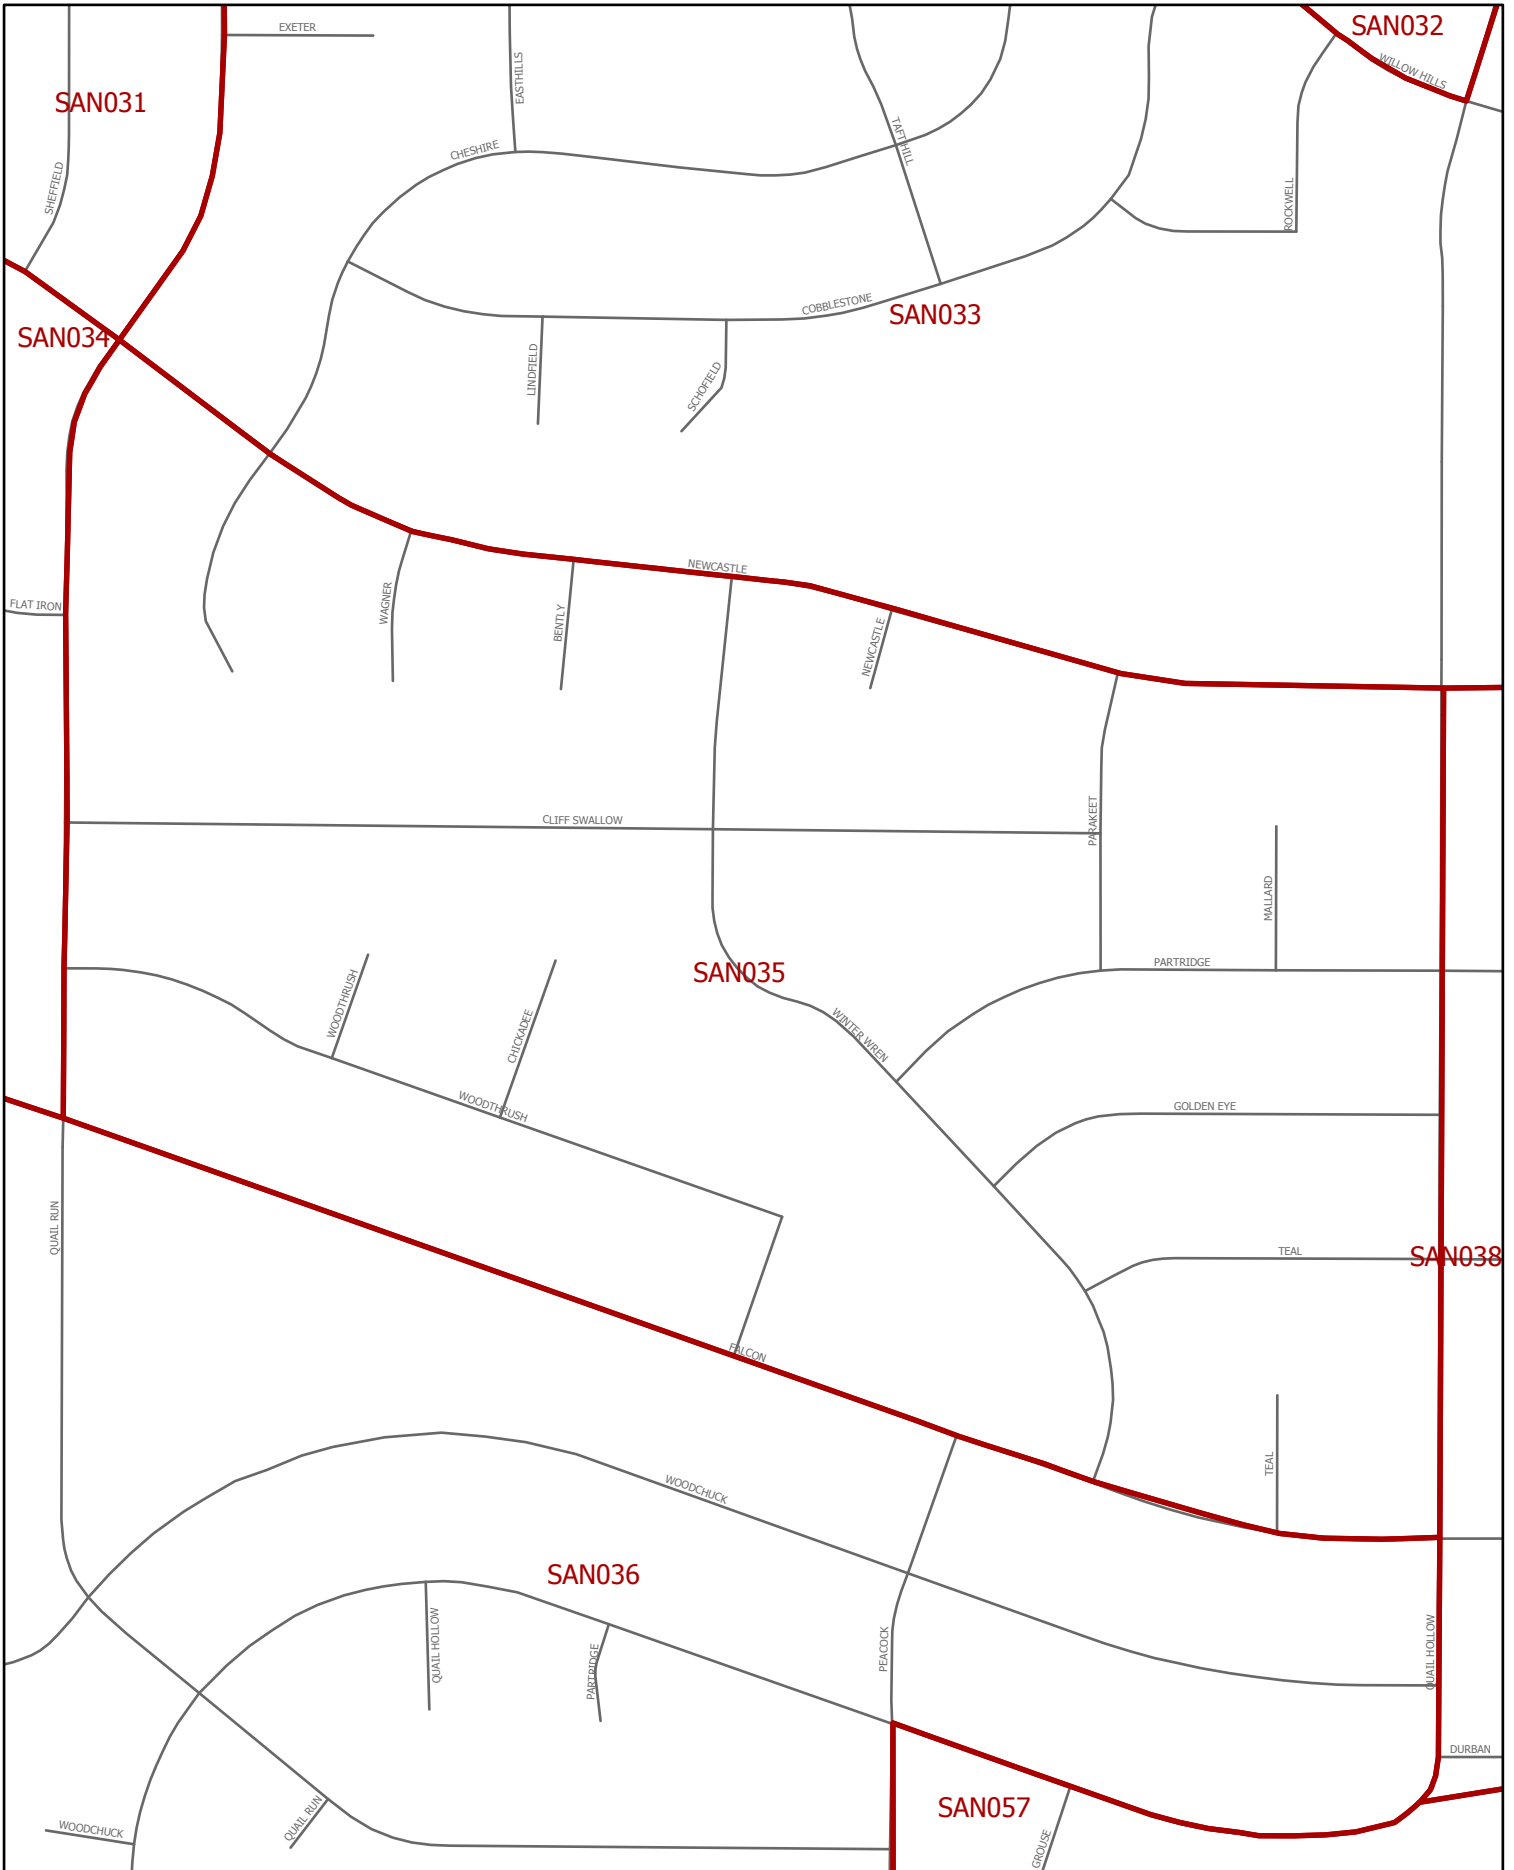 EXETER
SAN032
WILLOW HILLS
EASTHILLS
SAN031
TAFT HILL
CHESHIRE
SHEFFIELD
ROCKWELL
COBBLESTONE
SAN033
SAN034
LINDFIELD
SCHOFIELD
NEWCASTLE
FLAT IRON
WAGNER
BENTLY
NEWCASTLE
CLIFF SWALLOW
PARAKEET
MALLARD
PARTRIDGE
SAN035
WOODTHRUSH
CHICKADEE
WINTER WREN
WOODTHRUSH
GOLDEN EYE
QUAIL RUN
TEAL
SAN038
FALCON
TEAL
WOODCHUCK
SAN036
QUAIL HOLLOW
PARTRIDGE
PEACOCK
QUAIL HOLLOW
DURBAN
SAN057
WOODCHUCK
QUAIL RUN
GROUSE